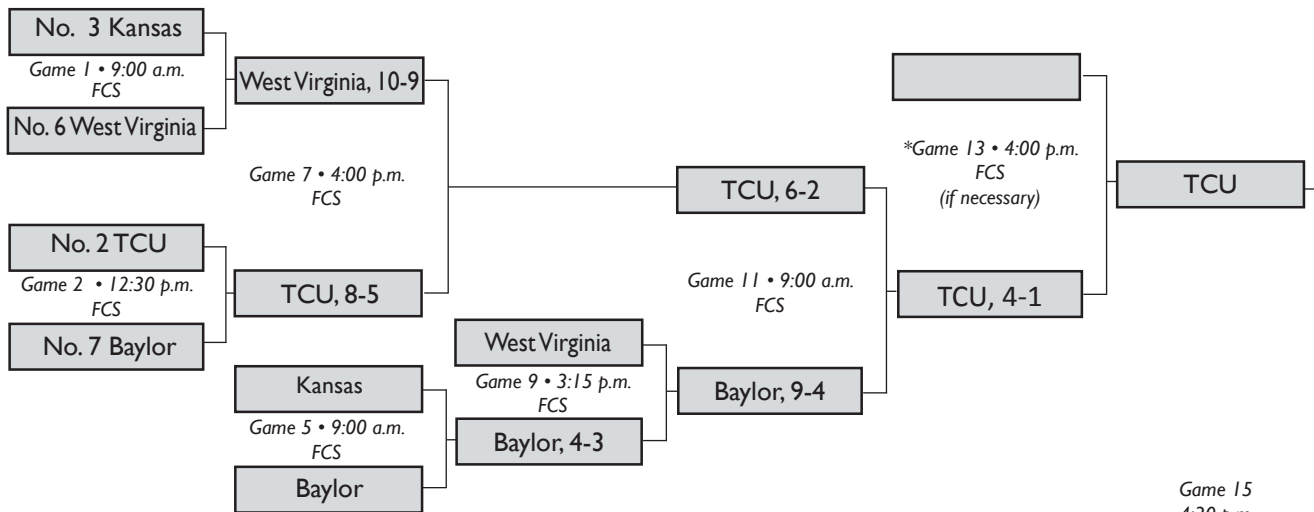 No. 3 Kansas
Game 1 • 9:00 a.m.
FCS
No. 6 West Virginia
West Virginia, 10-9
Game 7 • 4:00 p.m.
FCS
No. 2 TCU
Game 2 • 12:30 p.m.
FCS
No. 7 Baylor
TCU, 8-5
Kansas
Game 5 • 9:00 a.m.
FCS
Baylor
West Virginia
Game 9 • 3:15 p.m.
FCS
Baylor, 4-3
TCU, 6-2
Game 11 • 9:00 a.m.
FCS
Baylor, 9-4
*Game 13 • 4:00 p.m.
FCS
(if necessary)
TCU, 4-1
TCU
Game 15